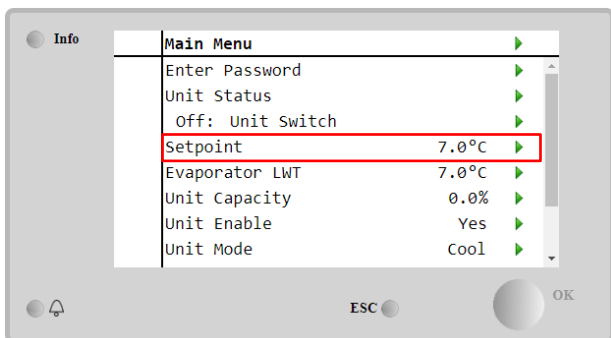 Info
Main Menu
Enter Password
Unit Status
Off: Unit Switch
Setpoint 7.0°C
Evaporator LWT 7.0°C
Unit Capacity 0.0%
Unit Enable Yes
Unit Mode Cool
ESC
OK